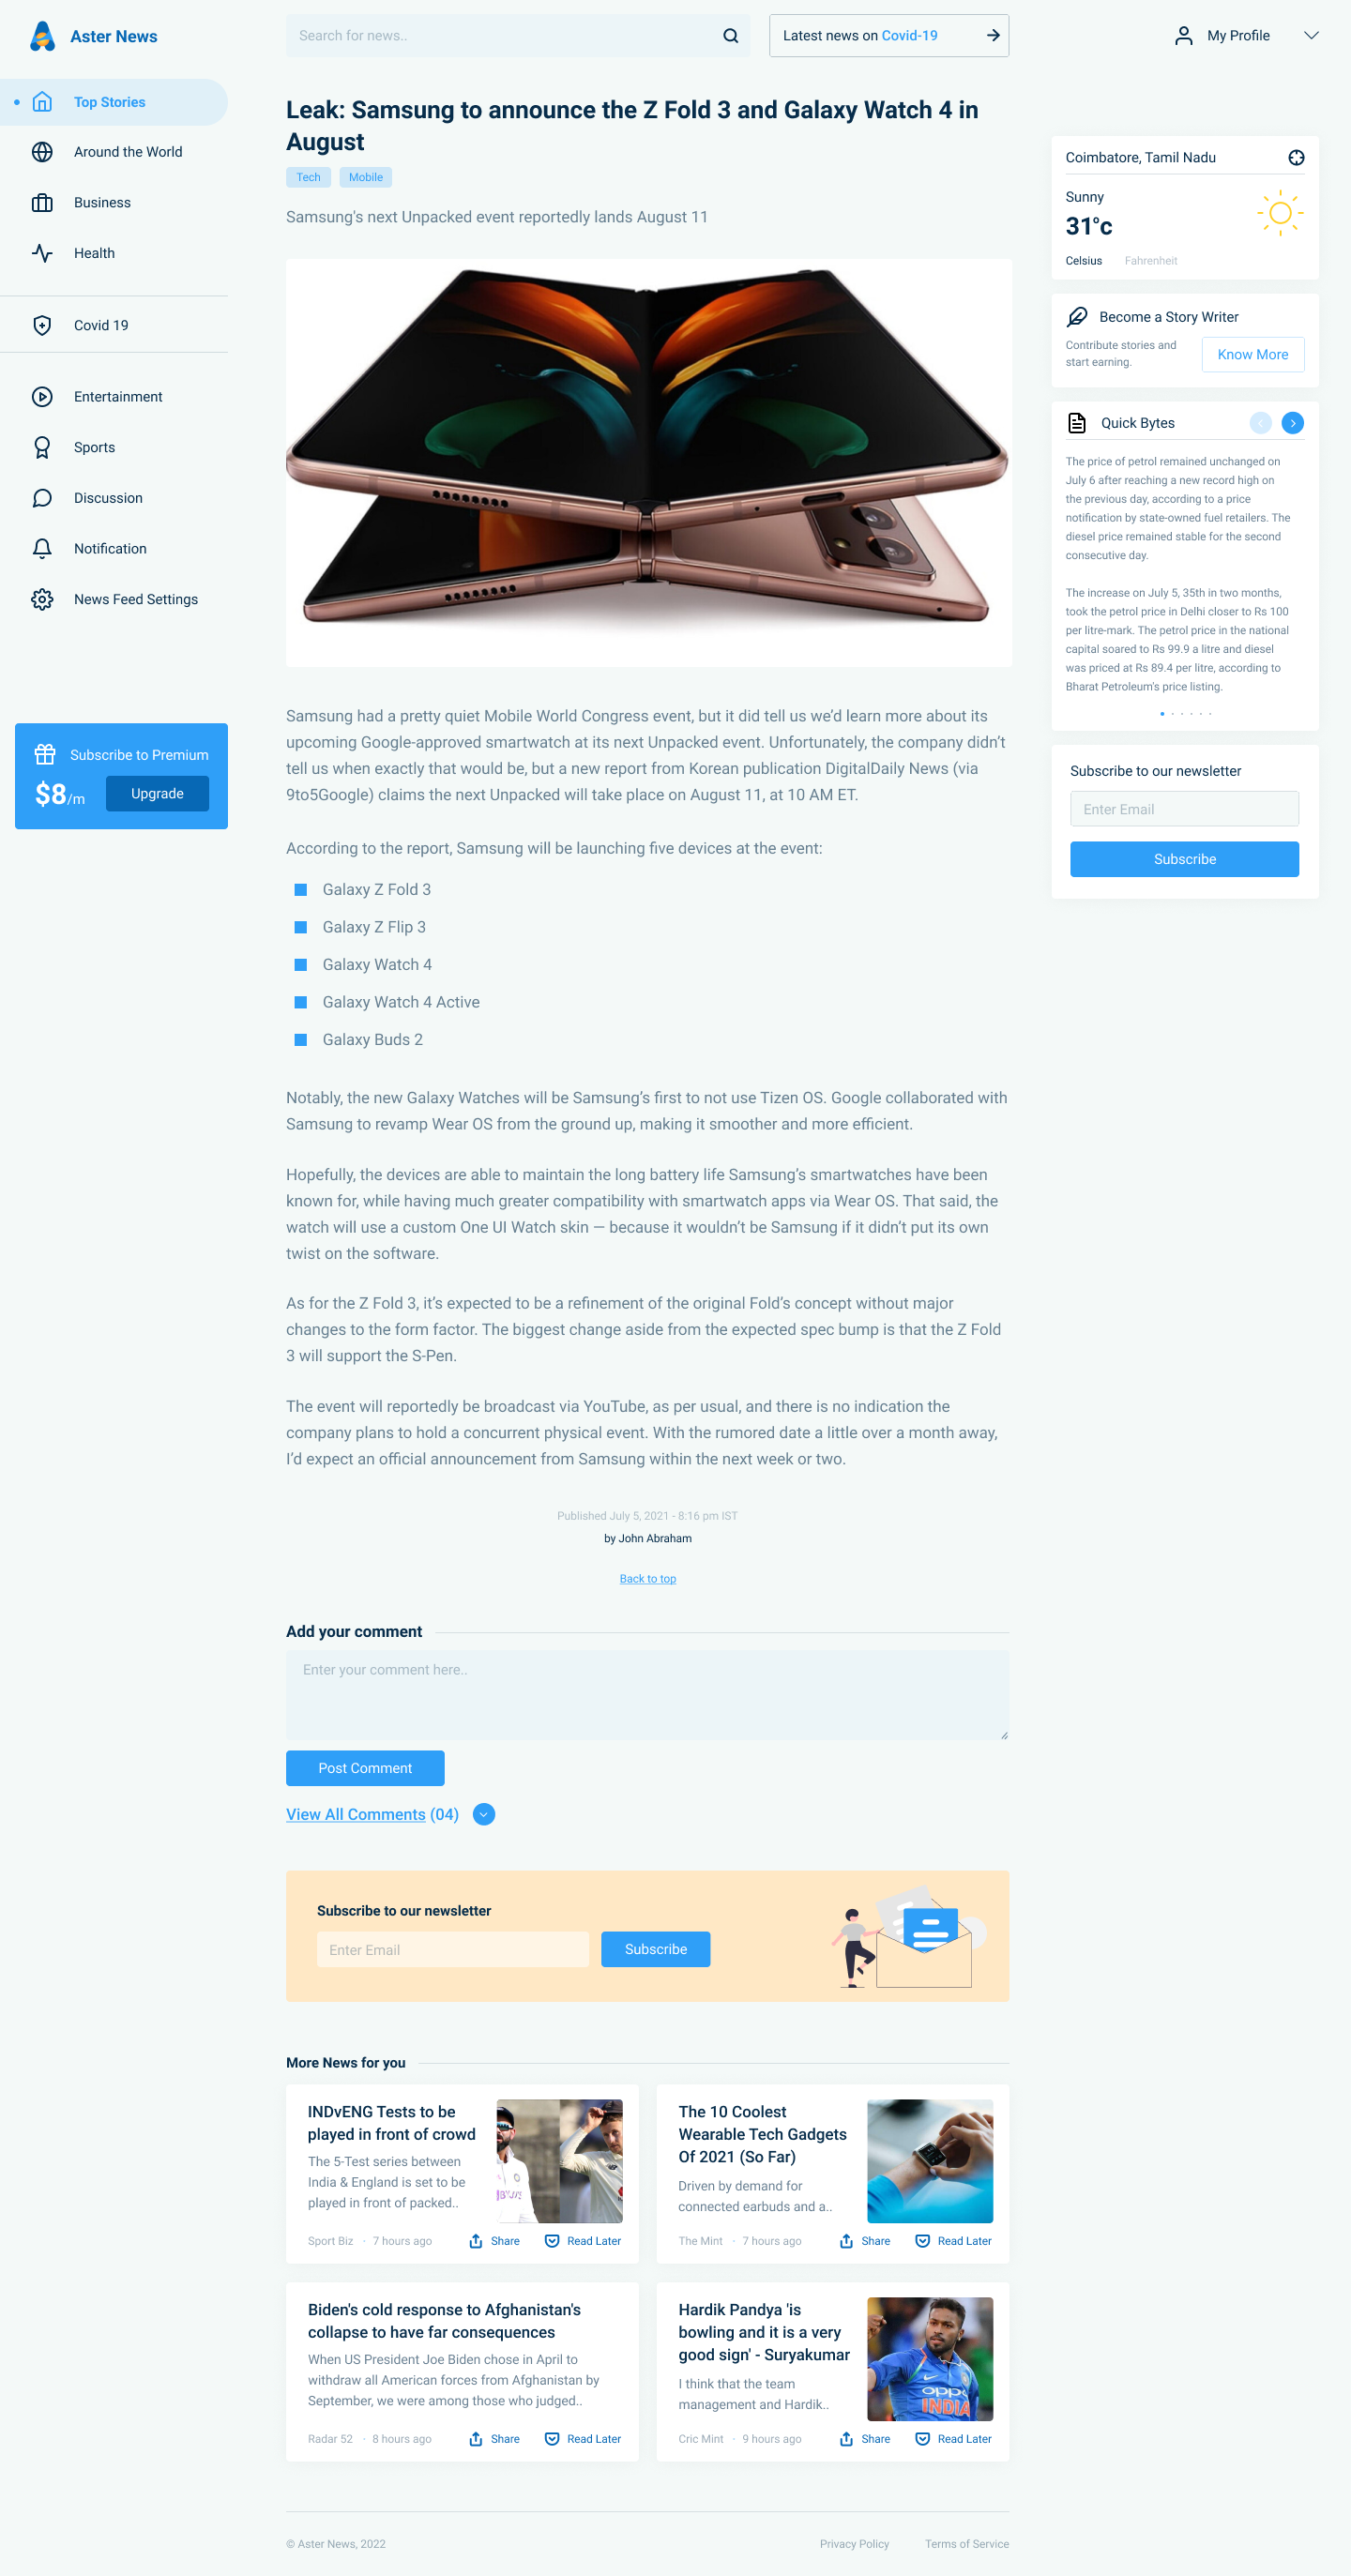 Aster News
Search for news..
Latest news on Covid-19
My Profile
Top Stories
Around the World
Business
Health
Covid 19
Entertainment
Sports
Discussion
Notification
News Feed Settings
Subscribe to Premium
$8/m
Upgrade
Leak: Samsung to announce the Z Fold 3 and Galaxy Watch 4 in
August
Tech
Mobile
Samsung's next Unpacked event reportedly lands August 11
Samsung had a pretty quiet Mobile World Congress event, but it did tell us we’d learn more about its
upcoming Google-approved smartwatch at its next Unpacked event. Unfortunately, the company didn’t
tell us when exactly that would be, but a new report from Korean publication DigitalDaily News (via
9to5Google) claims the next Unpacked will take place on August 11, at 10 AM ET.
According to the report, Samsung will be launching five devices at the event:
Galaxy Z Fold 3
Galaxy Z Flip 3
Galaxy Watch 4
Galaxy Watch 4 Active
Galaxy Buds 2
Notably, the new Galaxy Watches will be Samsung’s first to not use Tizen OS. Google collaborated with
Samsung to revamp Wear OS from the ground up, making it smoother and more efficient.
Hopefully, the devices are able to maintain the long battery life Samsung’s smartwatches have been
known for, while having much greater compatibility with smartwatch apps via Wear OS. That said, the
watch will use a custom One UI Watch skin — because it wouldn’t be Samsung if it didn’t put its own
twist on the software.
As for the Z Fold 3, it’s expected to be a refinement of the original Fold’s concept without major
changes to the form factor. The biggest change aside from the expected spec bump is that the Z Fold
3 will support the S-Pen.
The event will reportedly be broadcast via YouTube, as per usual, and there is no indication the
company plans to hold a concurrent physical event. With the rumored date a little over a month away,
I’d expect an official announcement from Samsung within the next week or two.
Published July 5, 2021 - 8:16 pm IST
by John Abraham
Back to top
Add your comment
Enter your comment here..
Post Comment
View All Comments (04)
Subscribe to our newsletter
Enter Email
Subscribe
More News for you
INDvENG Tests to be
played in front of crowd
The 5-Test series between
India & England is set to be
played in front of packed..
Sport Biz · 7 hours ago
Share
Read Later
The 10 Coolest
Wearable Tech Gadgets
Of 2021 (So Far)
Driven by demand for
connected earbuds and a..
The Mint · 7 hours ago
Share
Read Later
Biden's cold response to Afghanistan's
collapse to have far consequences
When US President Joe Biden chose in April to
withdraw all American forces from Afghanistan by
September, we were among those who judged..
Radar 52 · 8 hours ago
Share
Read Later
Hardik Pandya 'is
bowling and it is a very
good sign' - Suryakumar
I think that the team
management and Hardik..
oppo
INDIA
Cric Mint · 9 hours ago
Share
Read Later
© Aster News, 2022
Privacy Policy
Terms of Service
Coimbatore, Tamil Nadu
Sunny
31°c
Celsius
Fahrenheit
Become a Story Writer
Contribute stories and
start earning.
Know More
Quick Bytes
The price of petrol remained unchanged on
July 6 after reaching a new record high on
the previous day, according to a price
notification by state-owned fuel retailers. The
diesel price remained stable for the second
consecutive day.
The increase on July 5, 35th in two months,
took the petrol price in Delhi closer to Rs 100
per litre-mark. The petrol price in the national
capital soared to Rs 99.9 a litre and diesel
was priced at Rs 89.4 per litre, according to
Bharat Petroleum's price listing.
Subscribe to our newsletter
Enter Email
Subscribe